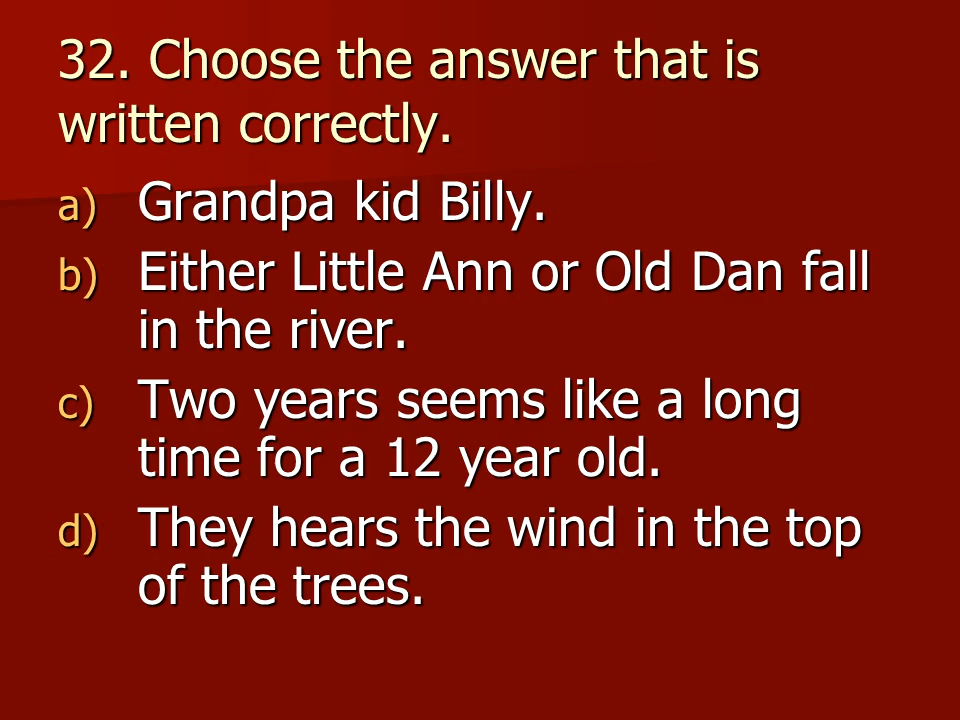 32. Choose the answer that is
written correctly.
a) Grandpa kid Billy.
b) Either Little Ann or Old Dan fall
in the river.
c) Two years seems like a long
time for a 12 year old.
d) They hears the wind in the top
of the trees.